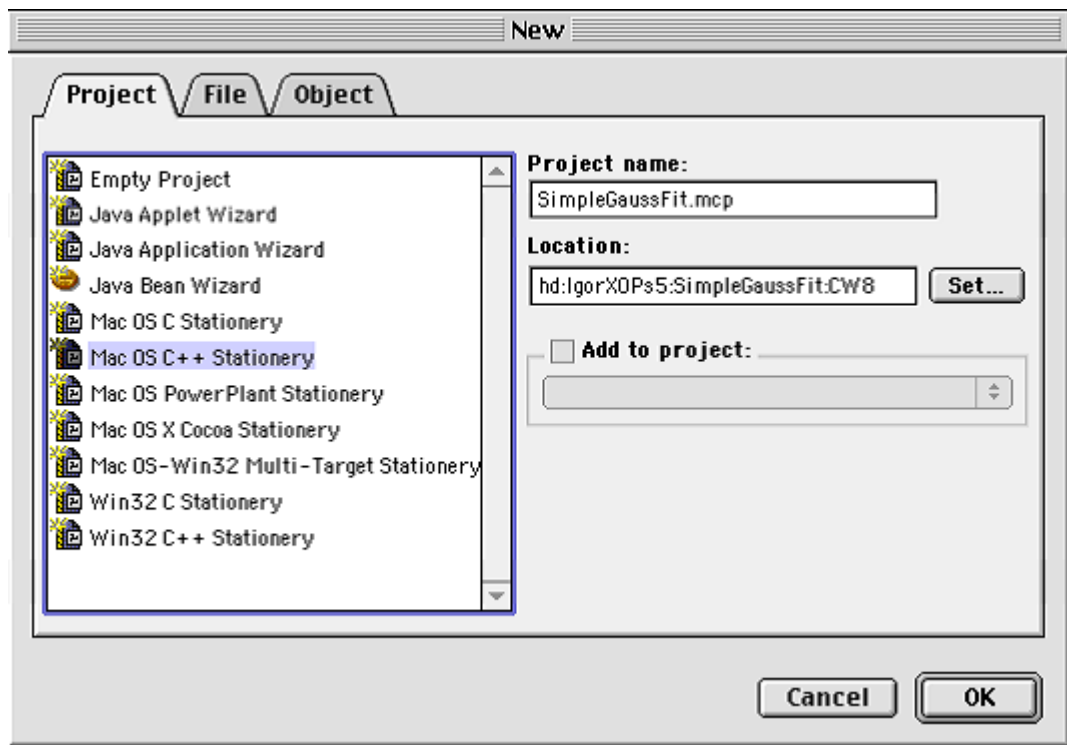 New
Project File Object
Empty Project
Java Applet Wizard
Java Application Wizard
Java Bean Wizard
Mac OS C Stationery
Mac OS C++ Stationery
Mac OS PowerPlant Stationery
Mac OS X Cocoa Stationery
Mac OS-Win32 Multi-Target Stationery
Win32 C Stationery
Win32 C++ Stationery
Project name:
SimpleGaussFit.mcp
Location:
hd:IgorXOPs5:SimpleGaussFit:CW8
Set...
Add to project:
Cancel OK